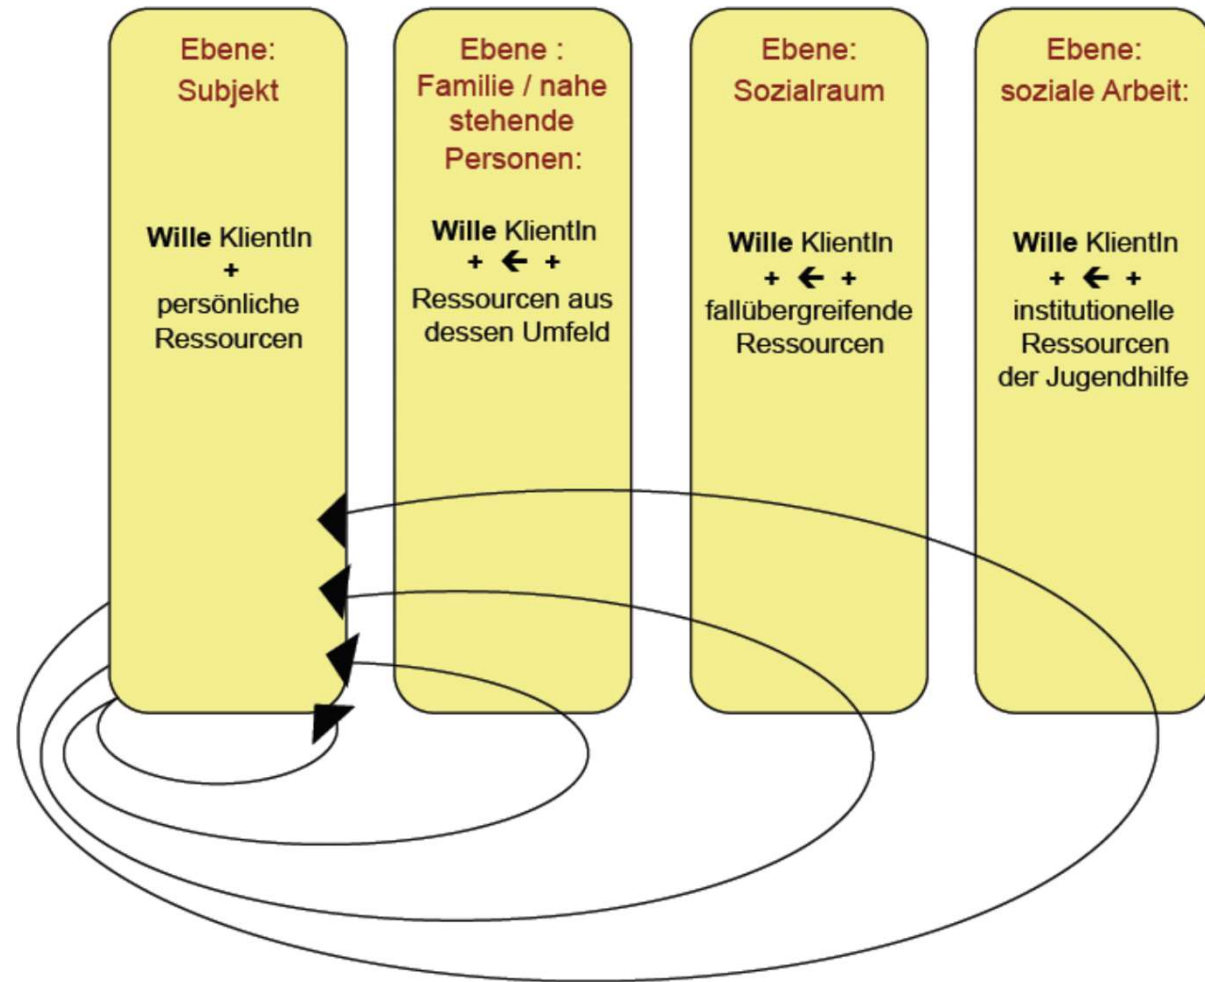 Ebene:
Subjekt
Wille KlientIn
+
persönliche
Ressourcen
Ebene :
Familie / nahe
stehende
Personen:
Wille KlientIn
+ ← +
Ressourcen aus
dessen Umfeld
Ebene:
Sozialraum
Wille KlientIn
+ ← +
fallübergreifende
Ressourcen
Ebene:
soziale Arbeit:
Wille KlientIn
+ ← +
institutionelle
Ressourcen
der Jugendhilfe